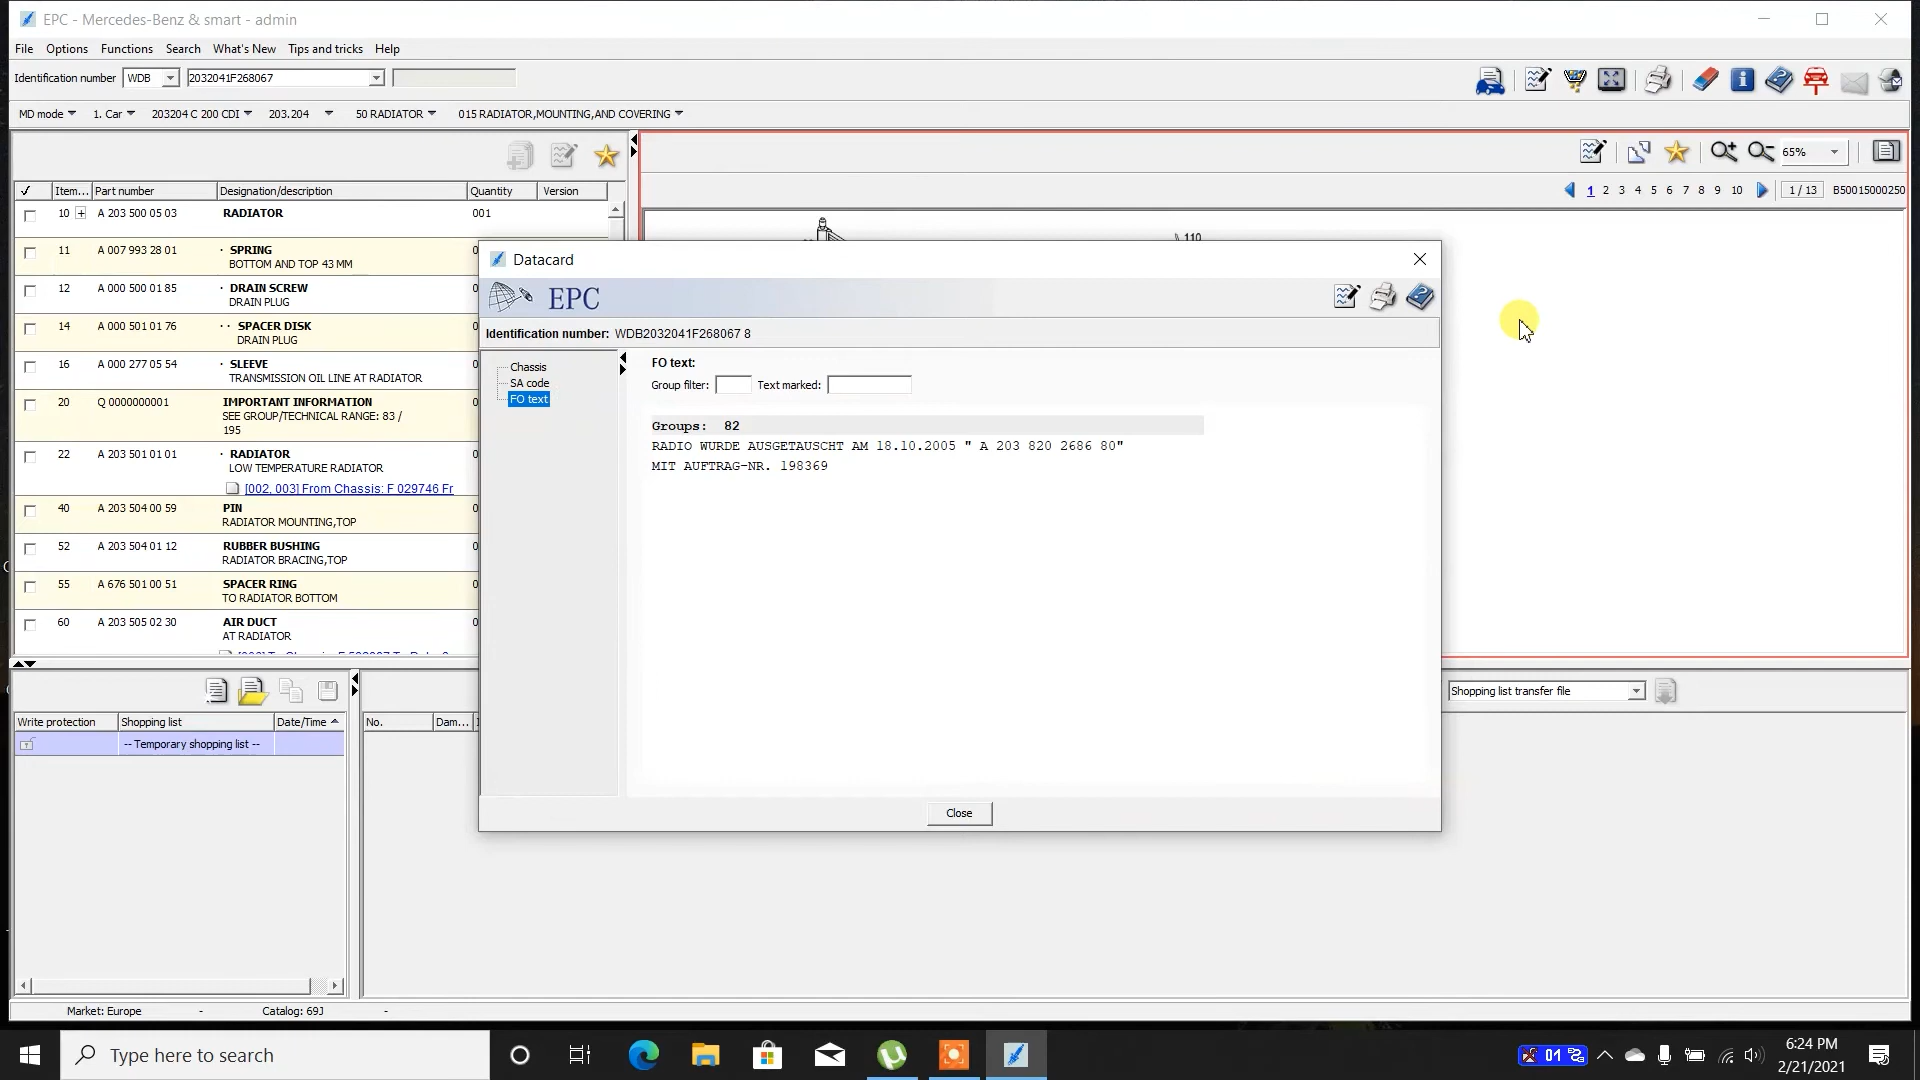 EPC - Mercedes-Benz & smart - admin
File Options Functions Search What's New Tips and tricks Help
Identification number WDB 2032041F268067
MD mode 1. Car 203204 C 200 CDI 203.204 50 RADIATOR 015 RADIATOR,MOUNTING,AND COVERING
65%
1 2 3 4 5 6 7 8 9 10 1 / 13 B50015000250
Item... Part number Designation/description Quantity Version
10 A 203 500 05 03 RADIATOR 001
11 A 007 993 28 01 · SPRING
BOTTOM AND TOP 43 MM
12 A 000 500 01 85 · DRAIN SCREW
DRAIN PLUG
14 A 000 501 01 76 · · SPACER DISK
DRAIN PLUG
16 A 000 277 05 54 · SLEEVE
TRANSMISSION OIL LINE AT RADIATOR
20 Q 0000000001 IMPORTANT INFORMATION
SEE GROUP/TECHNICAL RANGE: 83 /
195
22 A 203 501 01 01 · RADIATOR
LOW TEMPERATURE RADIATOR
[002, 003] From Chassis: F 029746 Fr
40 A 203 504 00 59 PIN
RADIATOR MOUNTING,TOP
52 A 203 504 01 12 RUBBER BUSHING
RADIATOR BRACING,TOP
55 A 676 501 00 51 SPACER RING
TO RADIATOR BOTTOM
60 A 203 505 02 30 AIR DUCT
AT RADIATOR
110
Datacard
EPC
Identification number: WDB2032041F268067 8
Chassis
SA code
FO text
FO text:
Group filter: Text marked:
Groups: 82
RADIO WURDE AUSGETAUSCHT AM 18.10.2005 " A 203 820 2686 80"
MIT AUFTRAG-NR. 198369
Close
Write protection Shopping list Date/Time
-- Temporary shopping list --
No. Dam...
Shopping list transfer file
Market: Europe - Catalog: 69J -
Type here to search
01
6:24 PM
2/21/2021